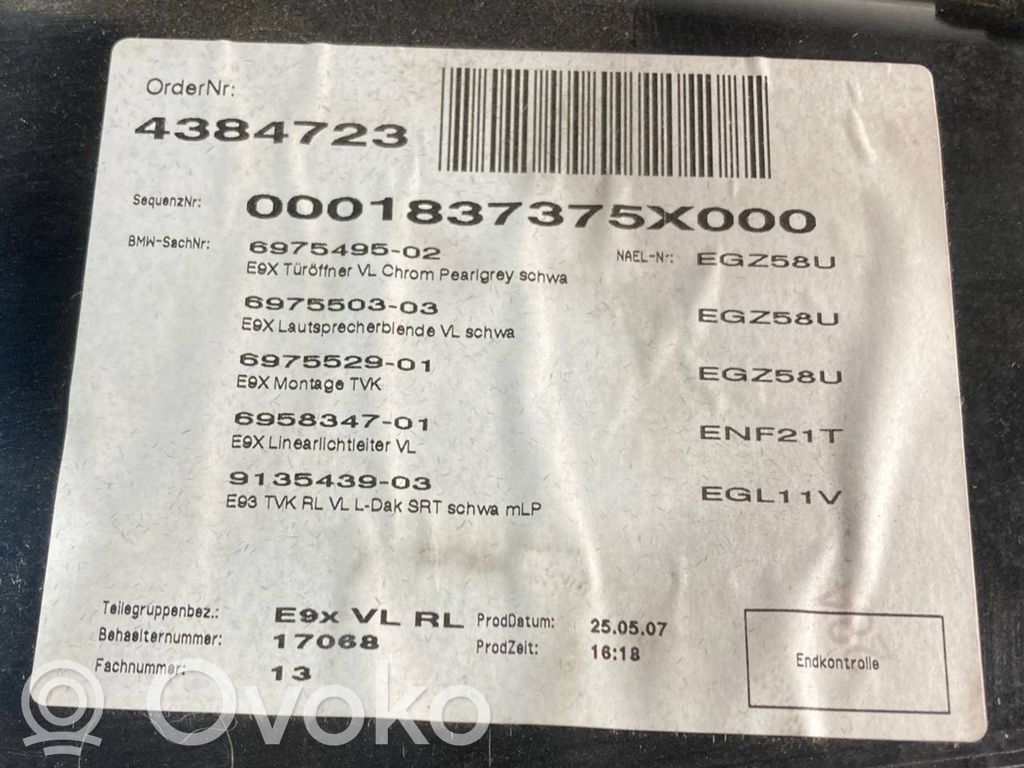 OrderNr:
4384723
SequenzNr: 0001837375X000
BMW-SachNr: 6975495-02 NAEL-Nr: EGZ58U
E9X Türöffner VL Chrom Pearlgrey schwa
6975503-03 EGZ58U
E9X Lautsprecherblende VL schwa
6975529-01 EGZ58U
E9X Montage TVK
6958347-01 ENF21T
E9X Linearlichtleiter VL
9135439-03 EGL11V
E93 TVK RL VL L-Dak SRT schwa mLP
Teilegruppenbez.: E9x VL RL ProdDatum: 25.05.07
Behaelternummer: 17068 ProdZeit: 16:18
Fachnummer: 13 Endkontrolle
Ovoko